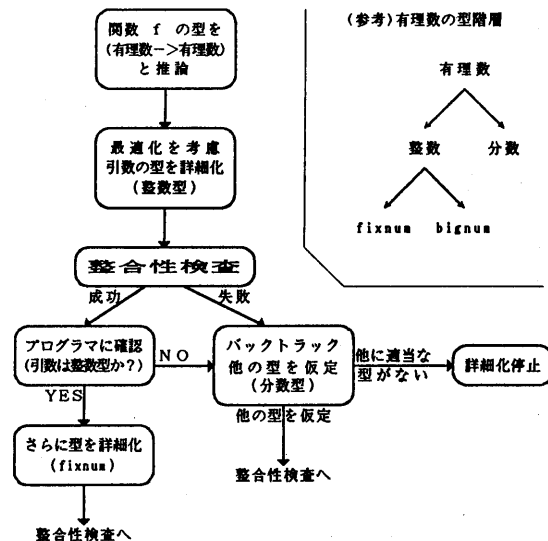 関数 f の型を
(有理数->有理数)
と推論
最適化を考慮
引数の型を詳細化
(整数型)
整合性検査
成功
失敗
プログラマに確認
(引数は整数型か?)
NO
YES
バックトラック
他の型を仮定
(分数型)
他に適当な
型がない
詳細化停止
さらに型を詳細化
(fixnum)
他の型を仮定
整合性検査へ
整合性検査へ
(参考)有理数の型階層
有理数
整数 分数
fixnum bignum